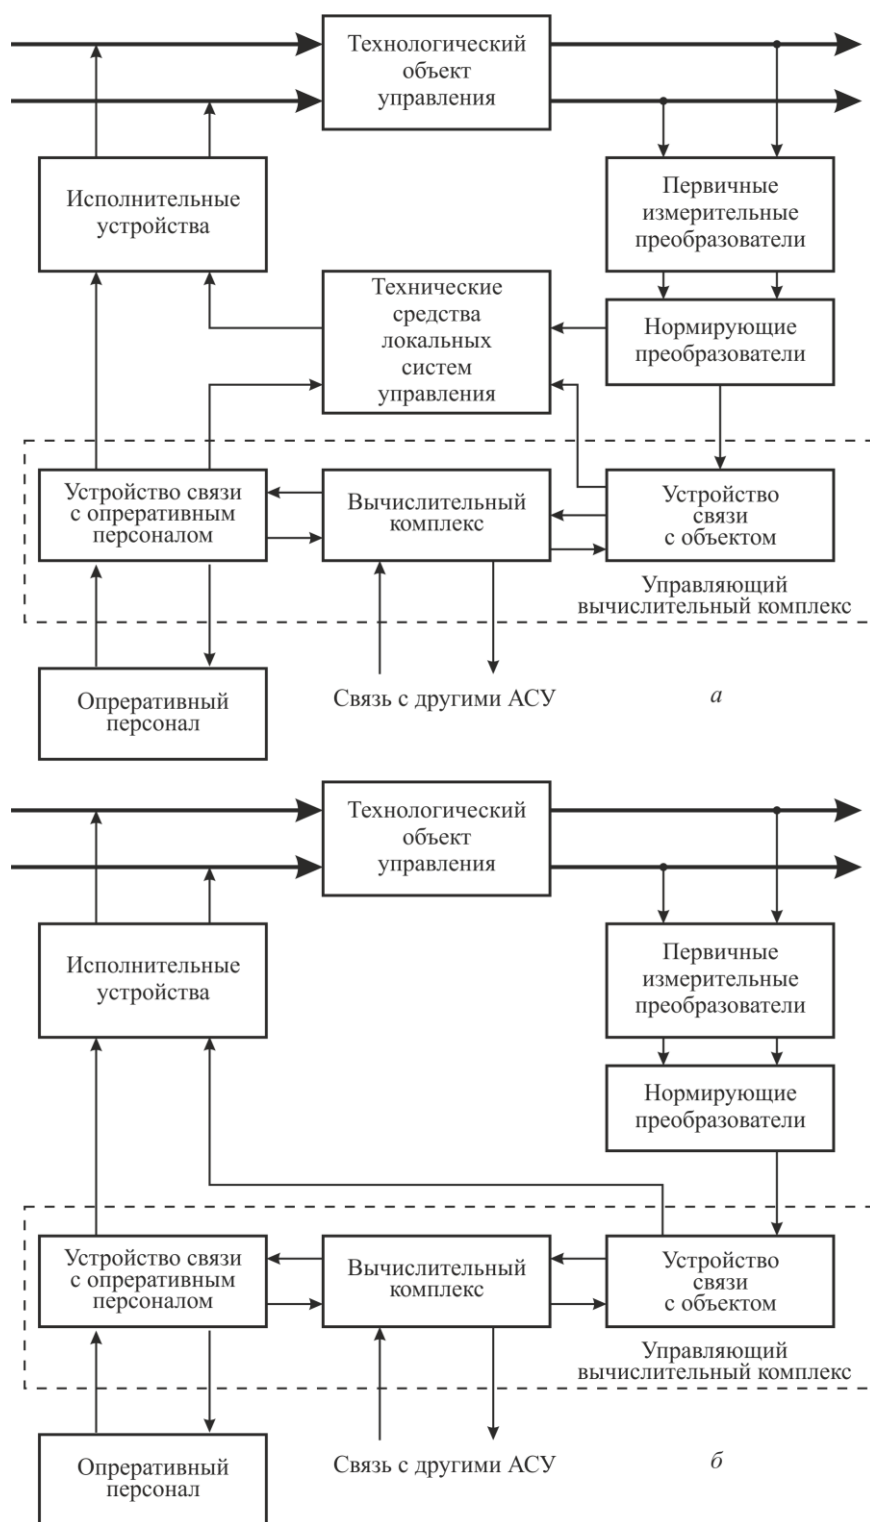 Технологический
объект
управления
Исполнительные
устройства
Первичные
измерительные
преобразователи
Технические
средства
локальных
систем
управления
Нормирующие
преобразователи
Устройство связи
с опреративным
персоналом
Вычислительный
комплекс
Устройство
связи
с объектом
Управляющий
вычислительный комплекс
Опреративный
персонал
Связь с другими АСУ
а
Технологический
объект
управления
Исполнительные
устройства
Первичные
измерительные
преобразователи
Нормирующие
преобразователи
Устройство связи
с опреративным
персоналом
Вычислительный
комплекс
Устройство
связи
с объектом
Управляющий
вычислительный комплекс
Опреративный
персонал
Связь с другими АСУ
б